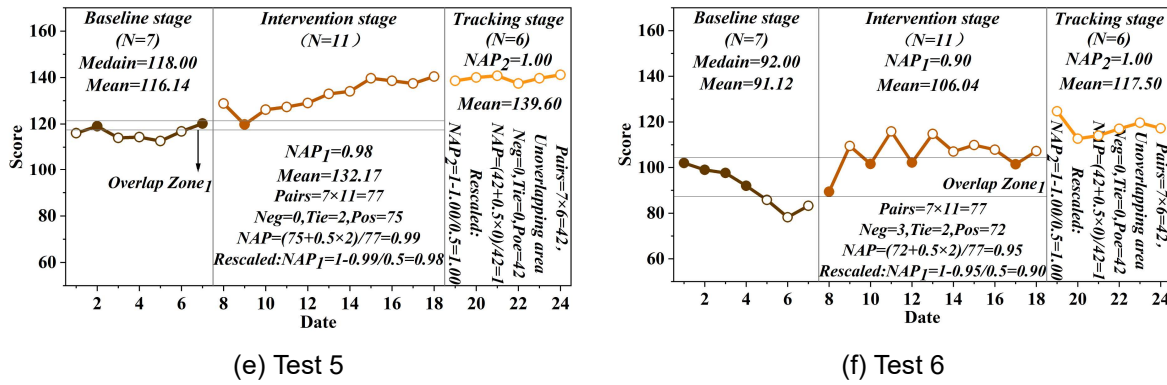 Baseline stage
(N=7)
Medain=118.00
Mean=116.14
Intervention stage
(N=11)
Tracking stage
(N=6)
NAP2=1.00
Mean=139.60
160
140
120
100
80
60
Score
Overlap Zone1
NAP1=0.98
Mean=132.17
Pairs=7×11=77
Neg=0,Tie=2,Pos=75
NAP=(75+0.5×2)/77=0.99
Rescaled:NAP1=1-0.99/0.5=0.98
Pairs=7×6=42,
Unoverlapping area
Neg=0,Tie=0,Poe=42
NAP=(42+0.5×0)/42=1
Rescaled:
NAP2=1-1.00/0.5=1.00
2 4 6 8 10 12 14 16 18 20 22 24
Date
(e) Test 5
Baseline stage
(N=7)
Medain=92.00
Mean=91.12
Intervention stage
(N=11)
NAP1=0.90
Mean=106.04
Tracking stage
(N=6)
NAP2=1.00
Mean=117.50
160
140
120
100
80
60
Score
Overlap Zone1
Pairs=7×11=77
Neg=3,Tie=2,Pos=72
NAP=(72+0.5×2)/77=0.95
Rescaled:NAP1=1-0.95/0.5=0.90
Pairs=7×6=42,
Unoverlapping area
Neg=0,Tie=0,Poe=42
NAP=(42+0.5×0)/42=1
Rescaled:
NAP2=1-1.00/0.5=1.00
2 4 6 8 10 12 14 16 18 20 22 24
Date
(f) Test 6